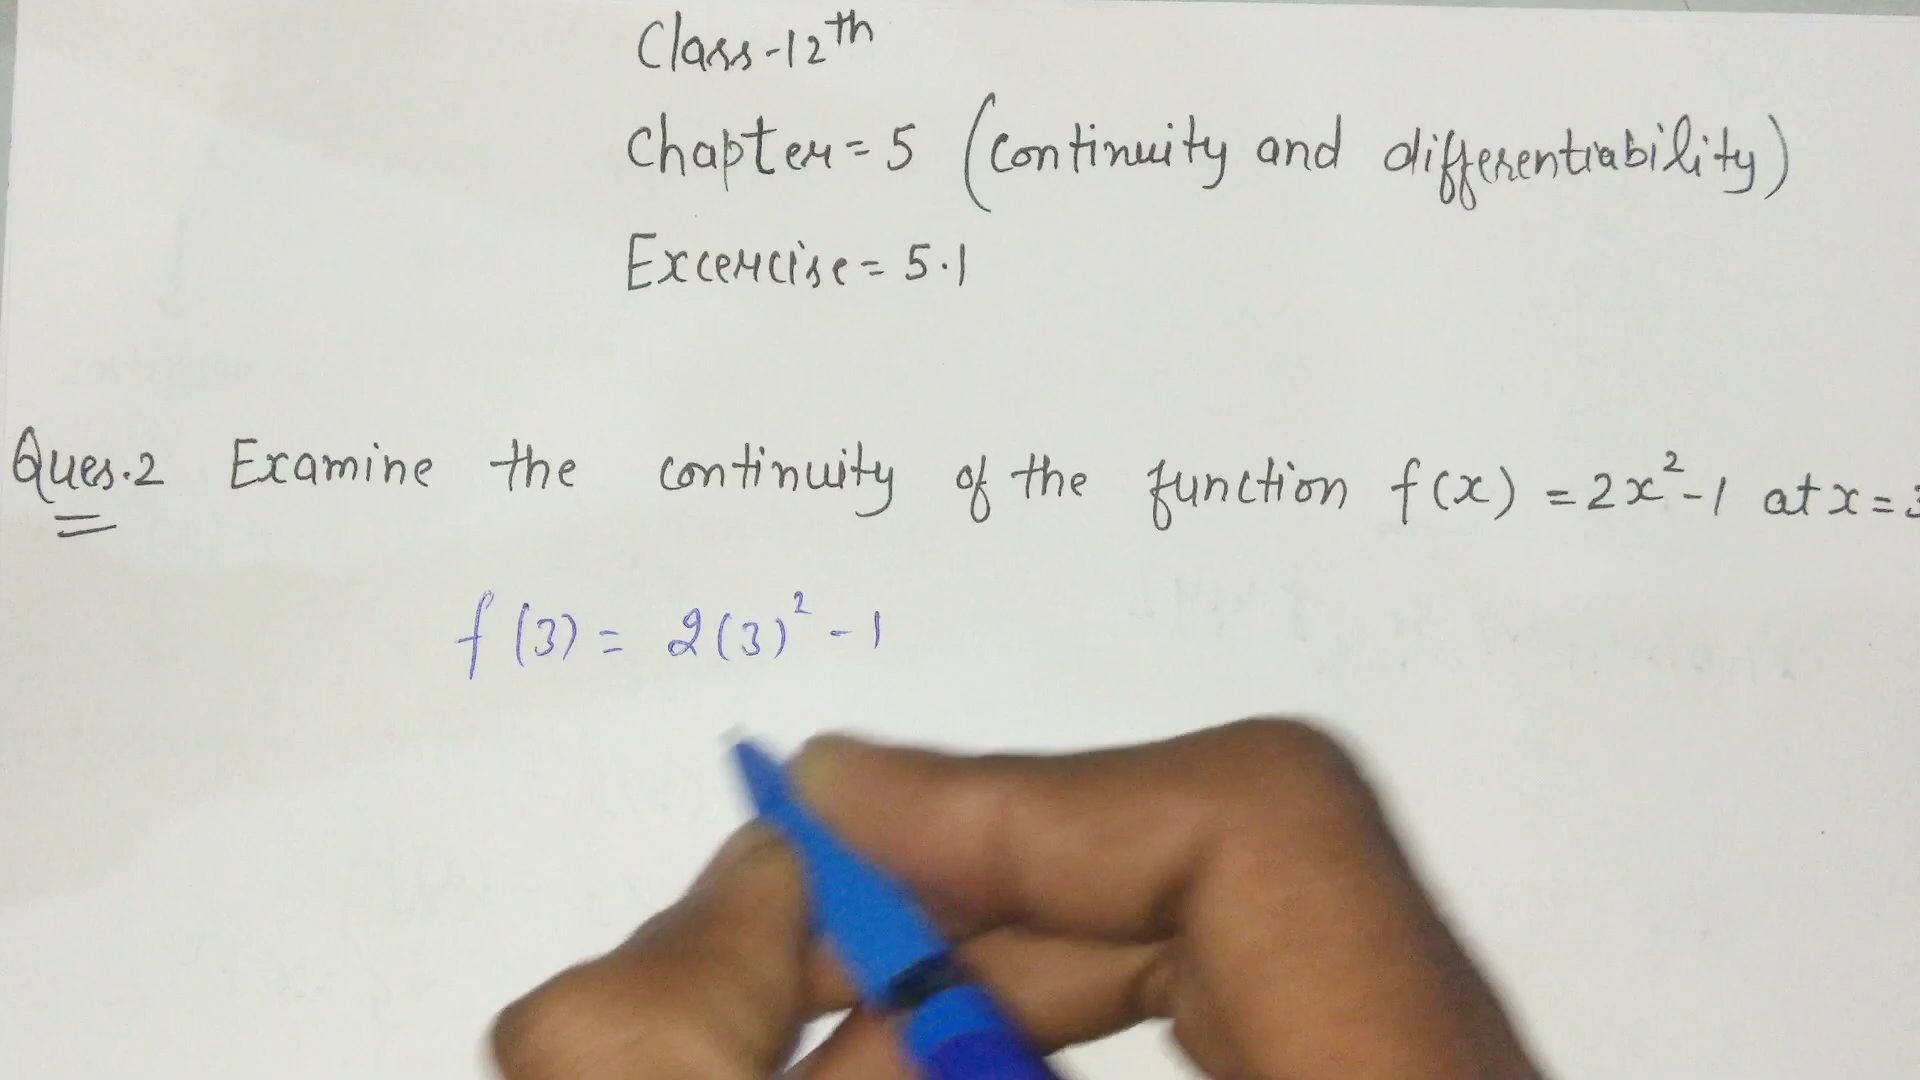 Class-12th
Chapter = 5 (Continuity and differentiability)
Excercise = 5.1
Ques.2 Examine the continuity of the function f(x) = 2x²-1 at x = 3
f(3) = 2(3)² - 1